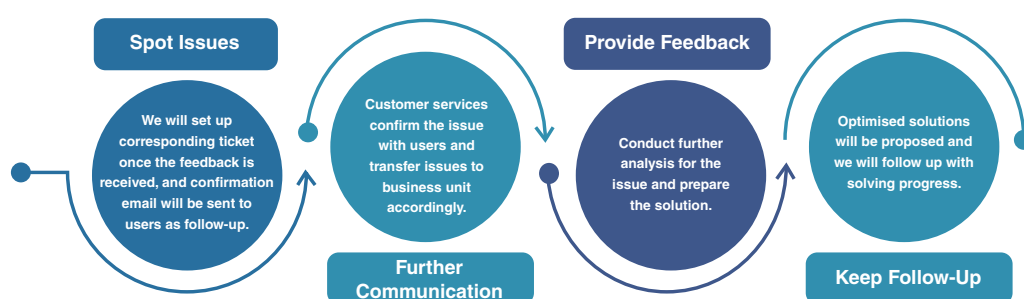 Spot Issues
We will set up
corresponding ticket
once the feedback is
received, and confirmation
email will be sent to
users as follow-up.
Customer services
confirm the issue
with users and
transfer issues to
business unit
accordingly.
Further
Communication
Provide Feedback
Conduct further
analysis for the
issue and prepare
the solution.
Optimised solutions
will be proposed and
we will follow up with
solving progress.
Keep Follow-Up